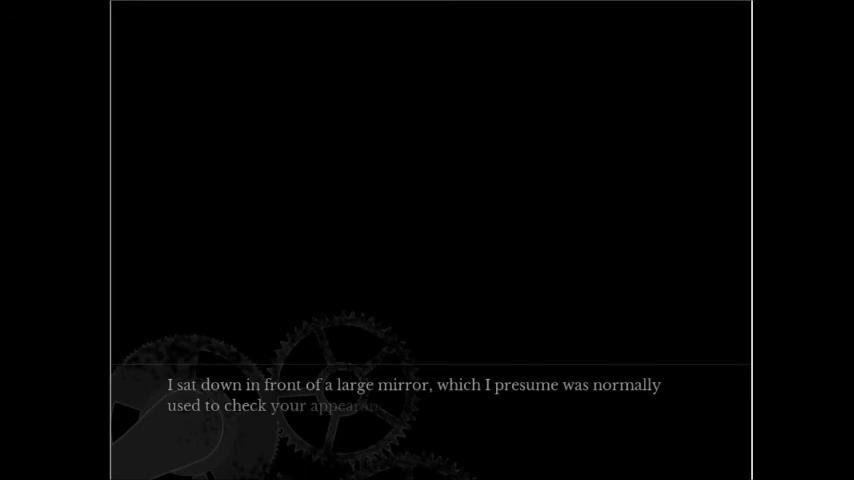 I sat down in front of a large mirror, which I presume was normally
used to check your